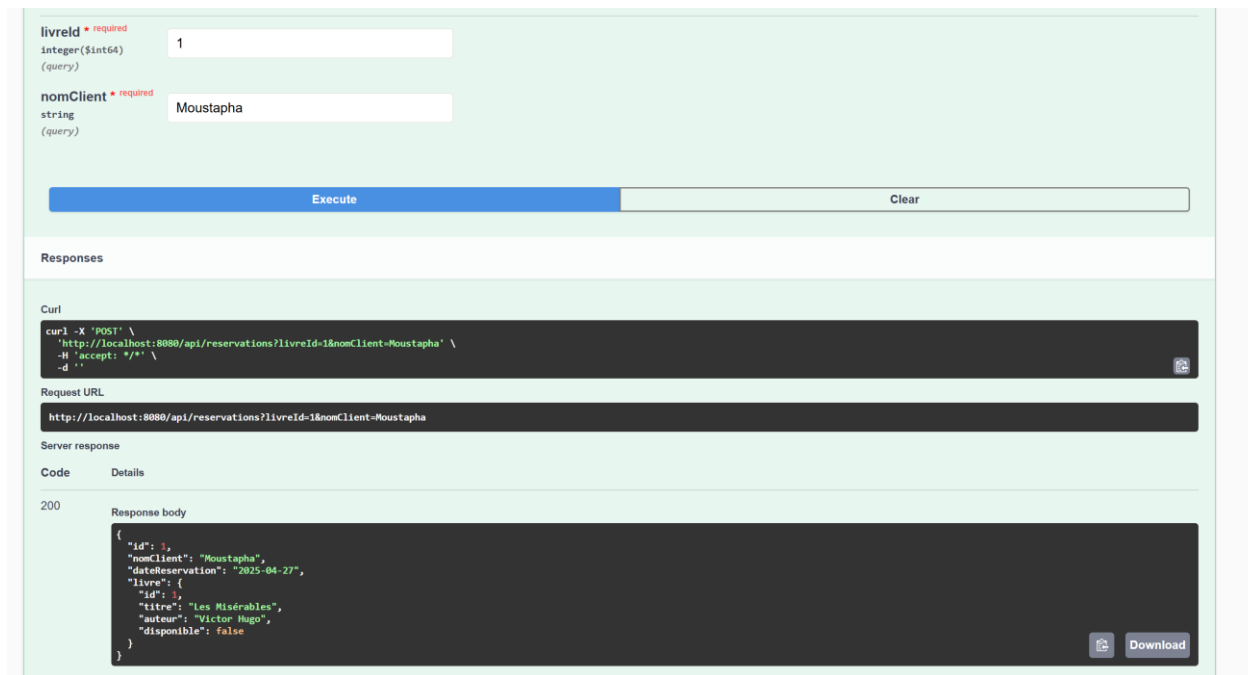 livreId * required
integer($int64)
(query)
1
nomClient * required
string
(query)
Moustapha
Execute
Clear
Responses
Curl
curl -X 'POST' \
'http://localhost:8080/api/reservations?livreId=1&nomClient=Moustapha' \
-H 'accept: */*' \
-d ''
Request URL
http://localhost:8080/api/reservations?livreId=1&nomClient=Moustapha
Server response
Code Details
200
Response body
{
"id": 1,
"nomClient": "Moustapha",
"dateReservation": "2025-04-27",
"livre": {
"id": 1,
"titre": "Les Misérables",
"auteur": "Victor Hugo",
"disponible": false
}
}
Download